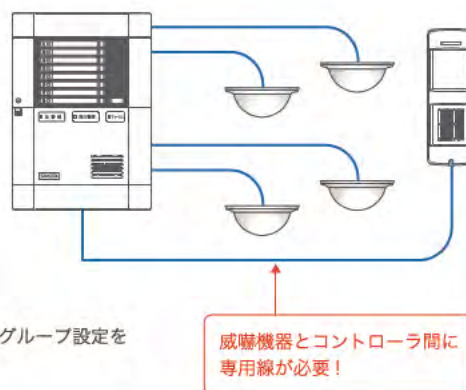 グループ設定を
威嚇機器とコントローラ間に
専用線が必要！